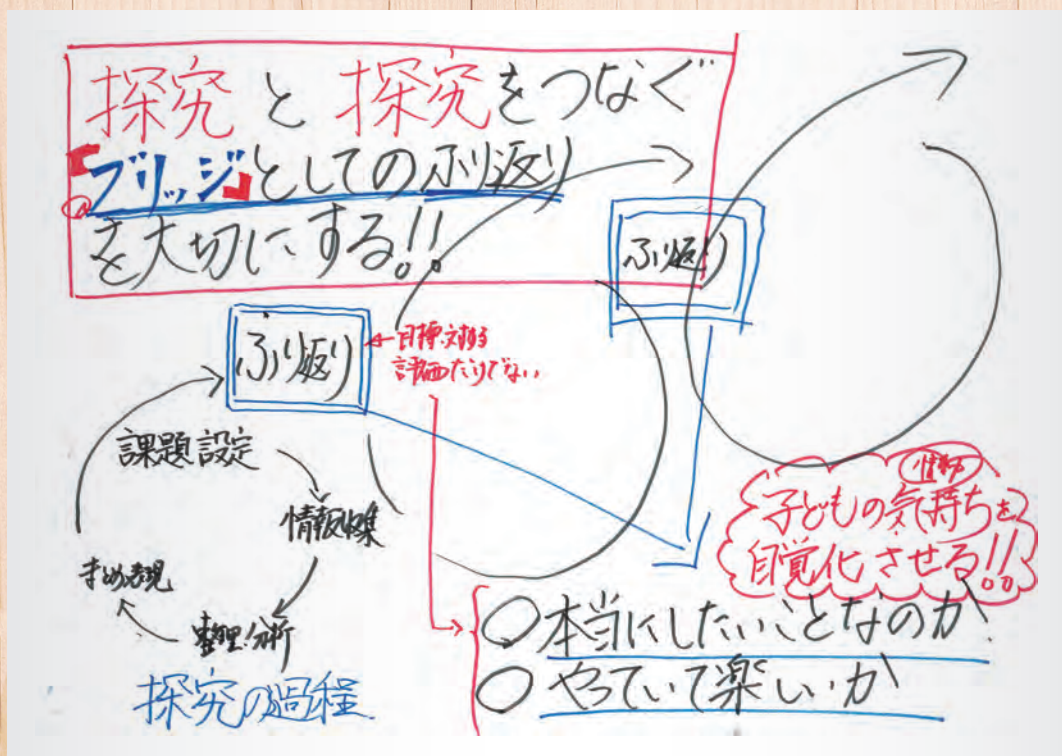 探究と探究をつなぐ
『ブリッジ』としてのふり返り
を大切にする!!
ふり返り
ふり返り
←目標に対する
評価だけでない
課題設定
情報収集
整理・分析
まとめ・表現
探究の過程
子どもの気持ちを
自覚化させる!!
○本当にしたいことなのか
○やっていて楽しいか